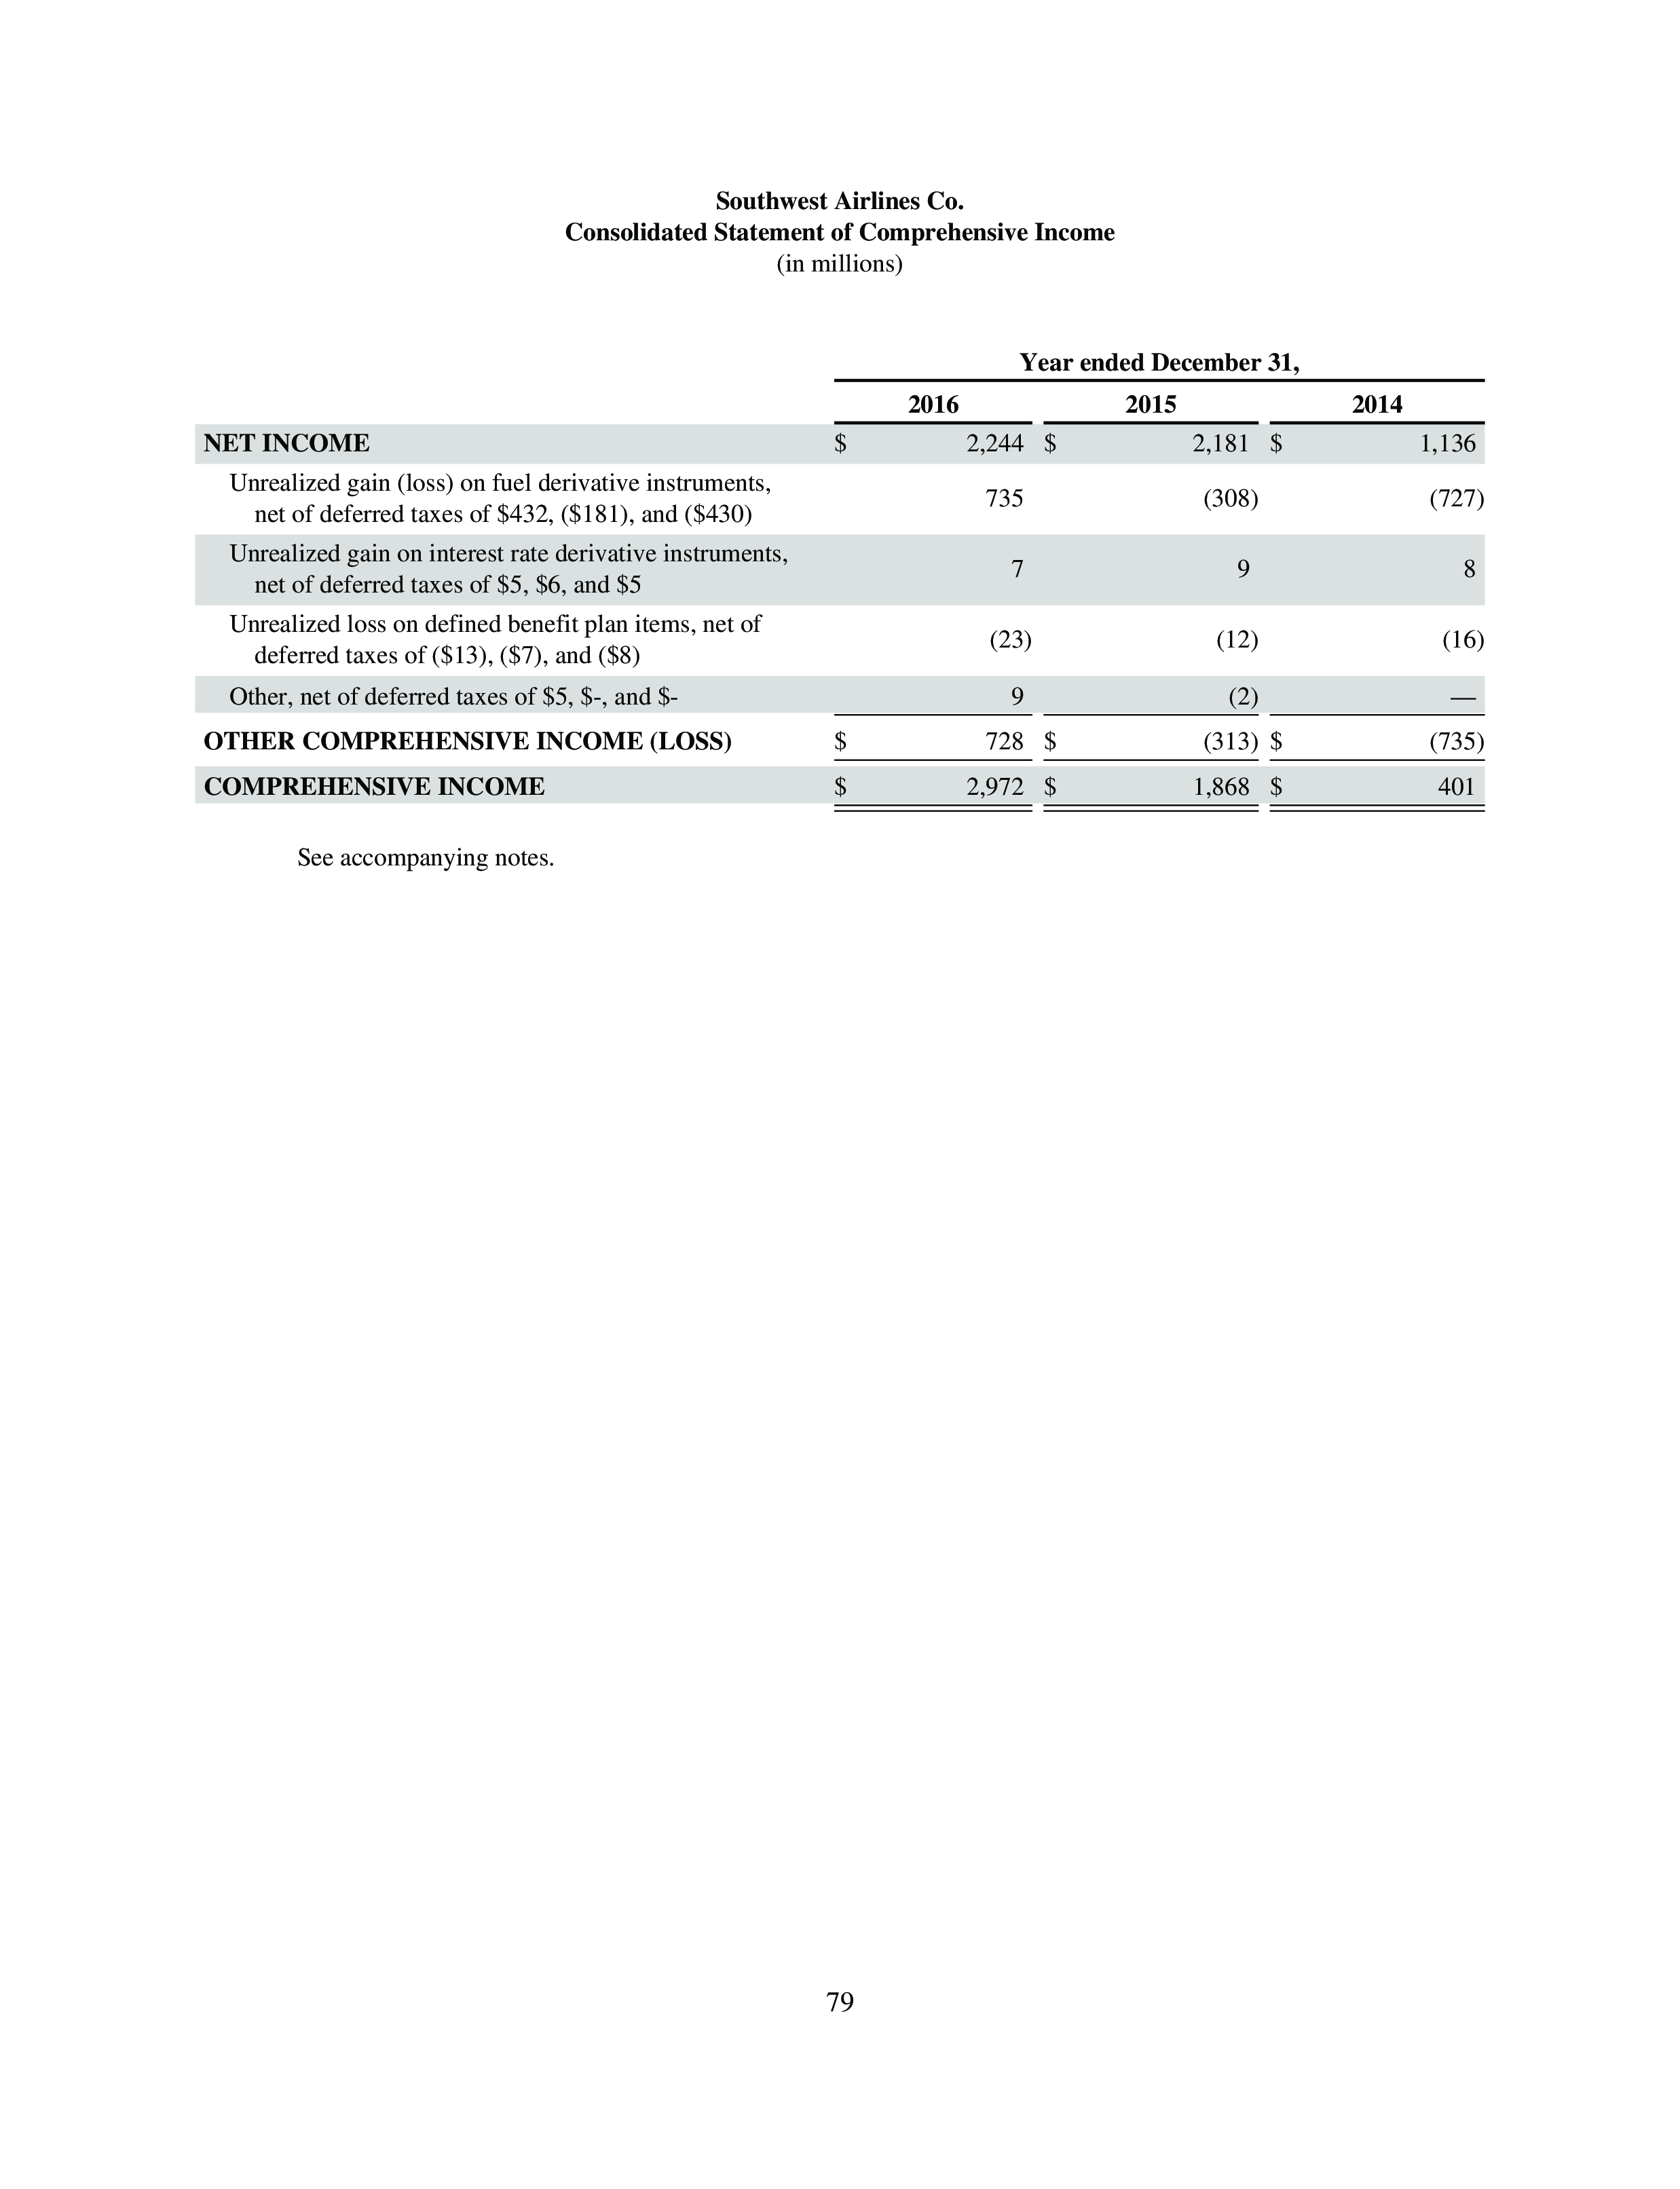 Southwest Airlines Co.
Consolidated Statement of Comprehensive Income
(in millions)
Year ended December 31,
2016 2015 2014
NET INCOME $ 2,244 $ 2,181 $ 1,136
Unrealized gain (loss) on fuel derivative instruments,
net of deferred taxes of $432, ($181), and ($430) 735 (308) (727)
Unrealized gain on interest rate derivative instruments,
net of deferred taxes of $5, $6, and $5 7 9 8
Unrealized loss on defined benefit plan items, net of
deferred taxes of ($13), ($7), and ($8) (23) (12) (16)
Other, net of deferred taxes of $5, $-, and $- 9 (2) —
OTHER COMPREHENSIVE INCOME (LOSS) $ 728 $ (313) $ (735)
COMPREHENSIVE INCOME $ 2,972 $ 1,868 $ 401
See accompanying notes.
79